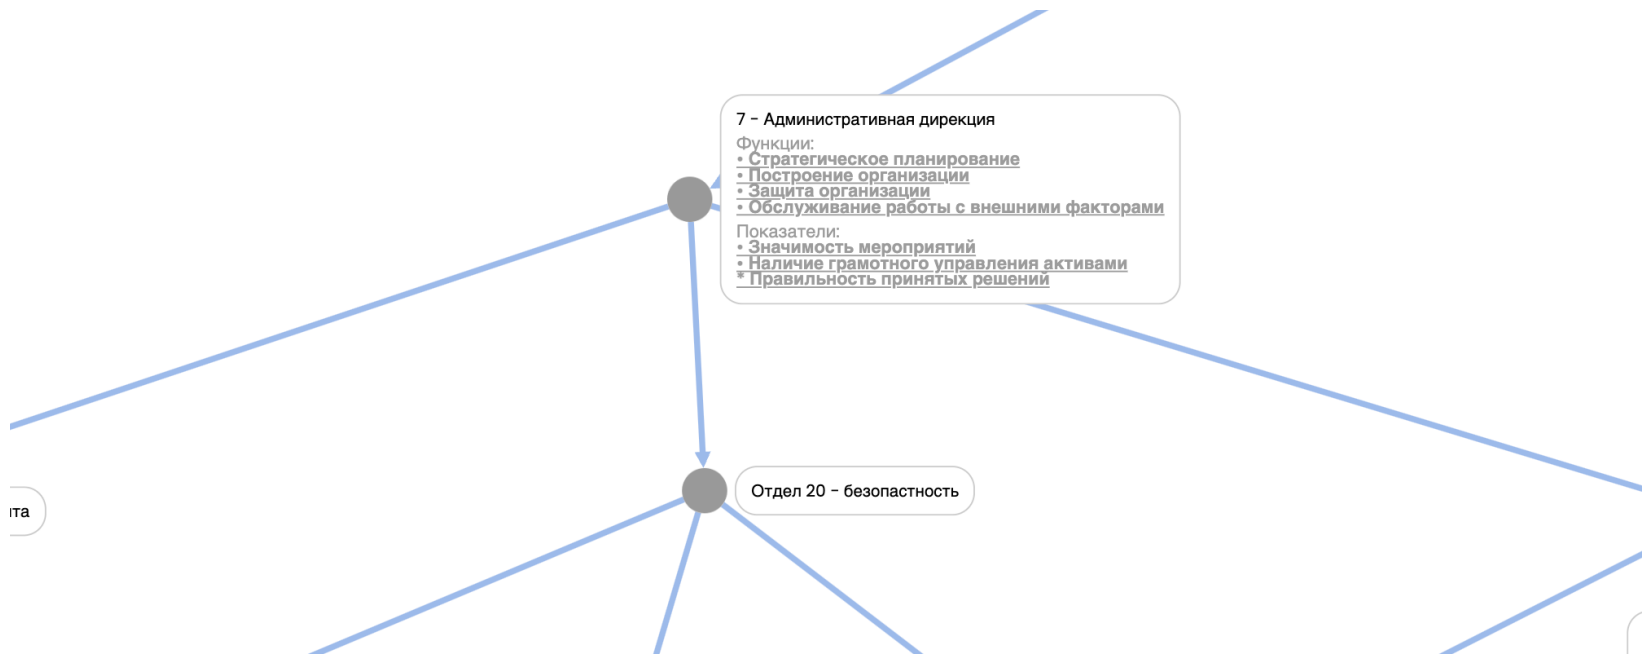 7 – Административная дирекция
Функции:
• Стратегическое планирование
• Построение организации
• Защита организации
• Обслуживание работы с внешними факторами
Показатели:
• Значимость мероприятий
• Наличие грамотного управления активами
* Правильность принятых решений
Отдел 20 – безопастность
та